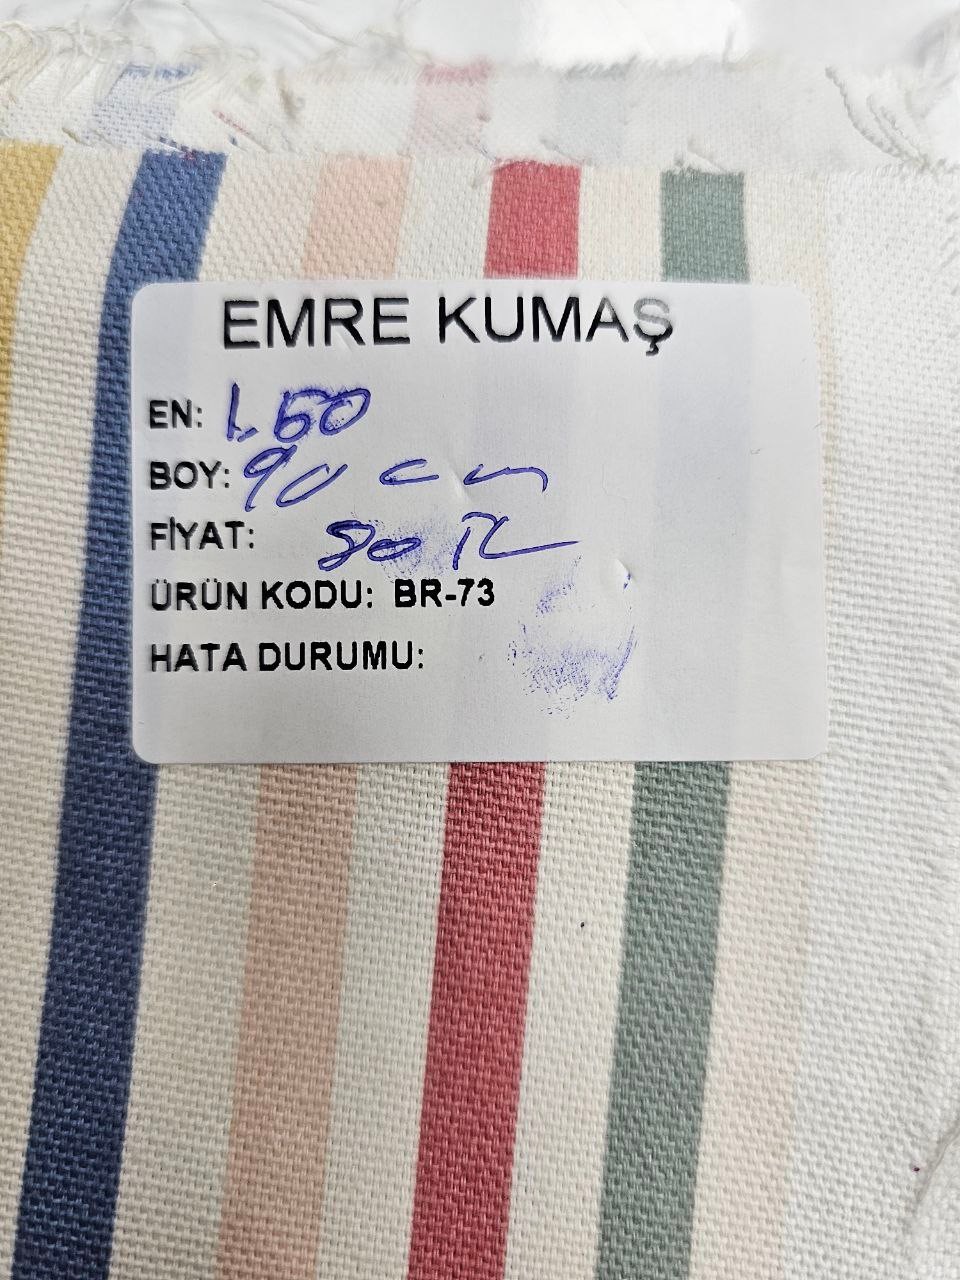 EMRE KUMAŞ
EN: 1.50
BOY: 90 cm
FİYAT: 80 TL
ÜRÜN KODU: BR-73
HATA DURUMU: